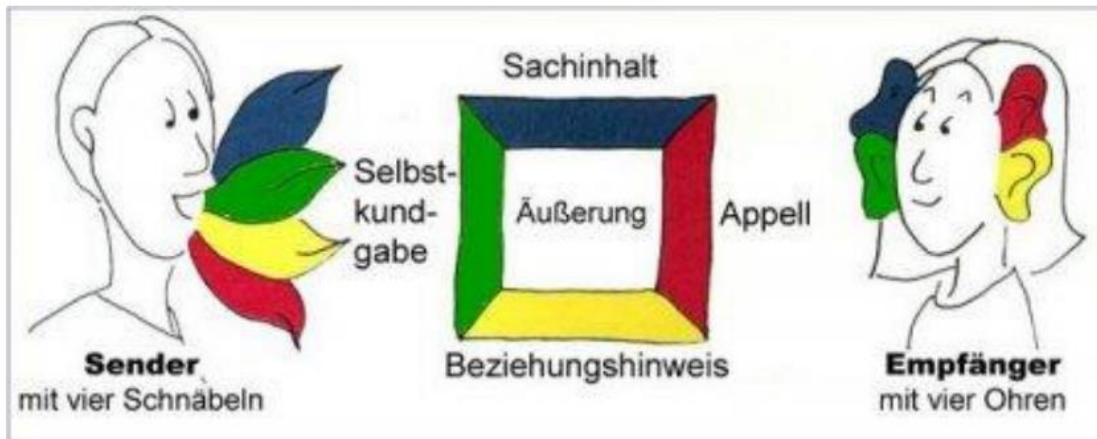 Sachinhalt
Selbst-
kund-
gabe
Äußerung
Appell
Beziehungshinweis
Sender
mit vier Schnäbeln
Empfänger
mit vier Ohren